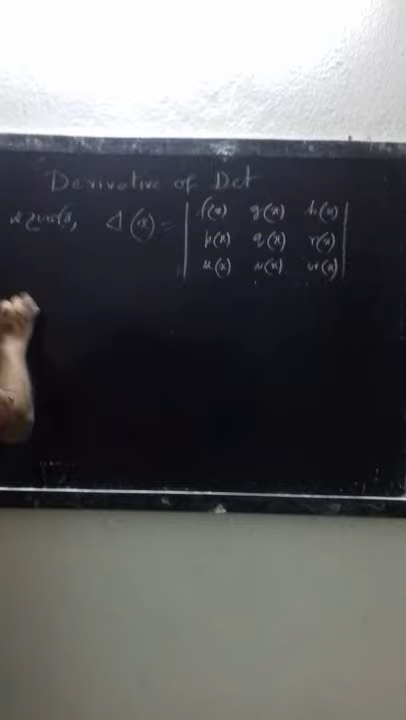 Derivative of Det
Δ(x) = | f(x) g(x) h(x) |
| p(x) q(x) r(x) |
| u(x) v(x) w(x) |